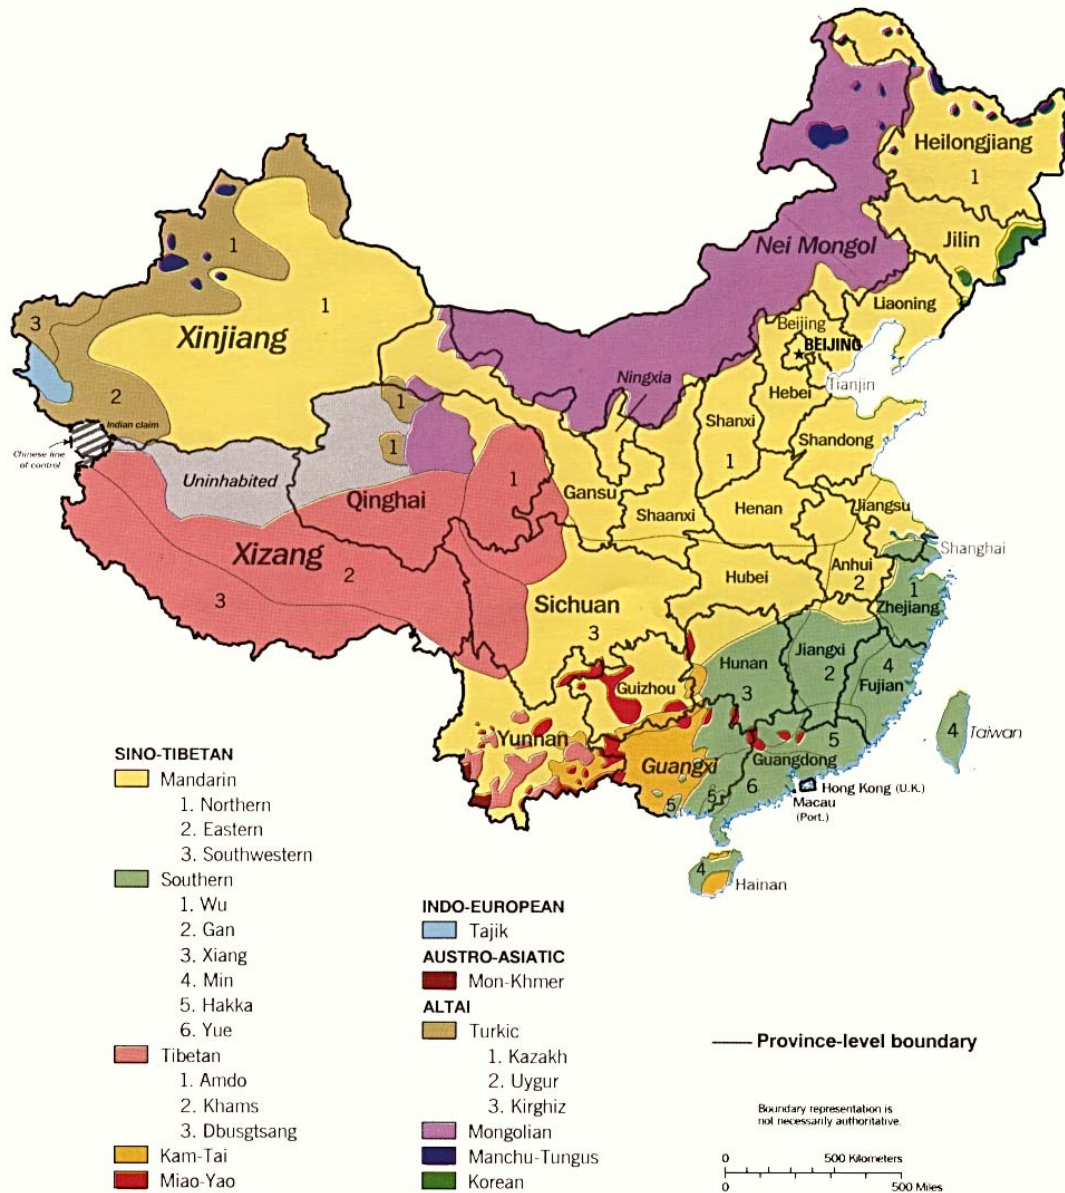 Heilongjiang
1
Nei Mongol
Jilin
1
Liaoning
3
Xinjiang
1
Beijing
BEIJING
Ningxia
Hebei
Tianjin
2
Indian claim
1
Shanxi
Chinese line
of control
1
Shandong
Uninhabited
1
1
Gansu
Qinghai
Shaanxi
Henan
Jiangsu
Xizang
2
Shanghai
Hubei
Anhui
2
1
3
Sichuan
Zhejiang
3
Jiangxi
Hunan
4
2
Guizhou
Fujian
3
Yunnan
4
Taiwan
5
Guangxi
Guangdong
6
Hong Kong (U.K.)
5
5
Macau
(Port.)
4
Hainan
SINO-TIBETAN
Mandarin
1. Northern
2. Eastern
3. Southwestern
Southern
1. Wu
2. Gan
3. Xiang
4. Min
5. Hakka
6. Yue
Tibetan
1. Amdo
2. Khams
3. Dbusgtsang
Kam-Tai
Miao-Yao
INDO-EUROPEAN
Tajik
AUSTRO-ASIATIC
Mon-Khmer
ALTAI
Turkic
1. Kazakh
2. Uygur
3. Kirghiz
Mongolian
Manchu-Tungus
Korean
Province-level boundary
Boundary representation is
not necessarily authoritative.
0 500 Kilometers
0 500 Miles